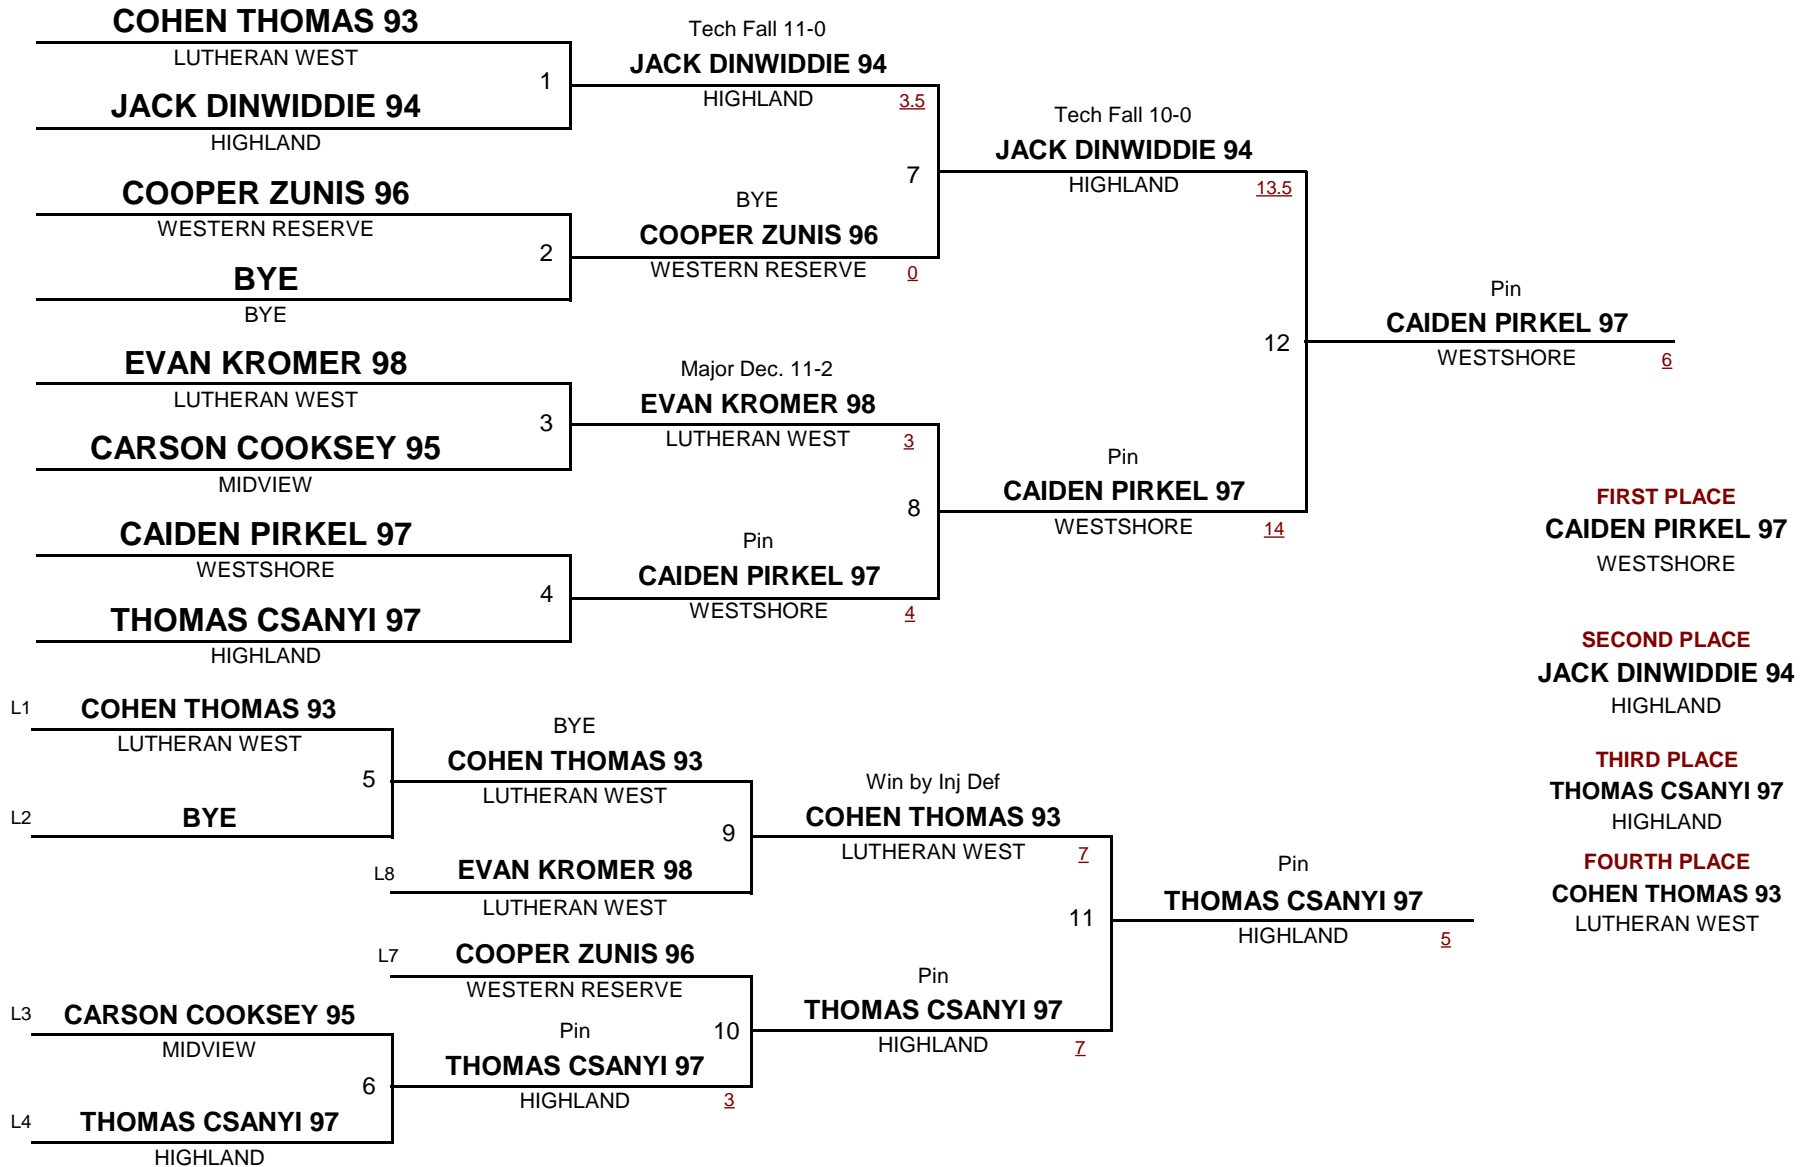 COHEN THOMAS 93
LUTHERAN WEST
1
JACK DINWIDDIE 94
HIGHLAND
COOPER ZUNIS 96
WESTERN RESERVE
2
BYE
BYE
EVAN KROMER 98
LUTHERAN WEST
3
CARSON COOKSEY 95
MIDVIEW
CAIDEN PIRKEL 97
WESTSHORE
4
THOMAS CSANYI 97
HIGHLAND
Tech Fall 11-0
JACK DINWIDDIE 94
HIGHLAND 3.5
7
BYE
COOPER ZUNIS 96
WESTERN RESERVE 0
Major Dec. 11-2
EVAN KROMER 98
LUTHERAN WEST 3
8
Pin
CAIDEN PIRKEL 97
WESTSHORE 4
Tech Fall 10-0
JACK DINWIDDIE 94
HIGHLAND 13.5
12
Pin
CAIDEN PIRKEL 97
WESTSHORE 14
Pin
CAIDEN PIRKEL 97
WESTSHORE 6
L1 COHEN THOMAS 93
LUTHERAN WEST
5
L2 BYE
L3 CARSON COOKSEY 95
MIDVIEW
6
L4 THOMAS CSANYI 97
HIGHLAND
BYE
COHEN THOMAS 93
LUTHERAN WEST
9
L8 EVAN KROMER 98
LUTHERAN WEST
L7 COOPER ZUNIS 96
WESTERN RESERVE
10
Pin
THOMAS CSANYI 97
HIGHLAND 3
Win by Inj Def
COHEN THOMAS 93
LUTHERAN WEST 7
11
Pin
THOMAS CSANYI 97
HIGHLAND 7
Pin
THOMAS CSANYI 97
HIGHLAND 5
FIRST PLACE
CAIDEN PIRKEL 97
WESTSHORE
SECOND PLACE
JACK DINWIDDIE 94
HIGHLAND
THIRD PLACE
THOMAS CSANYI 97
HIGHLAND
FOURTH PLACE
COHEN THOMAS 93
LUTHERAN WEST